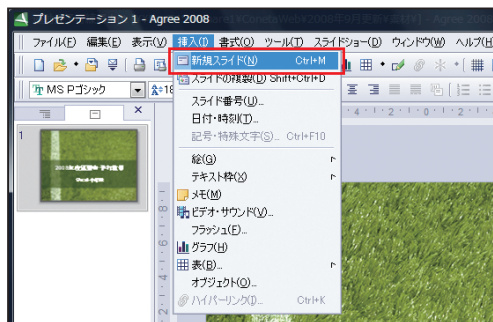 プレゼンテーション 1 - Agree 2008
ファイル(F) 編集(E) 表示(V) 挿入(I) 書式(O) ツール(T) スライドショー(D) ウィンドウ(W) ヘルプ(H)
新規スライド(N) Ctrl+M
MS Pゴシック 18
スライドの複製(D) Shift+Ctrl+D
スライド番号(U)...
日付・時刻(T)...
記号・特殊文字(S)... Ctrl+F10
1
絵(G)
テキスト枠(X)
メモ(M)
ビデオ・サウンド(V)...
フラッシュ(F)...
グラフ(H)
表(B)...
オブジェクト(O)...
ハイパーリンク(I)... Ctrl+K